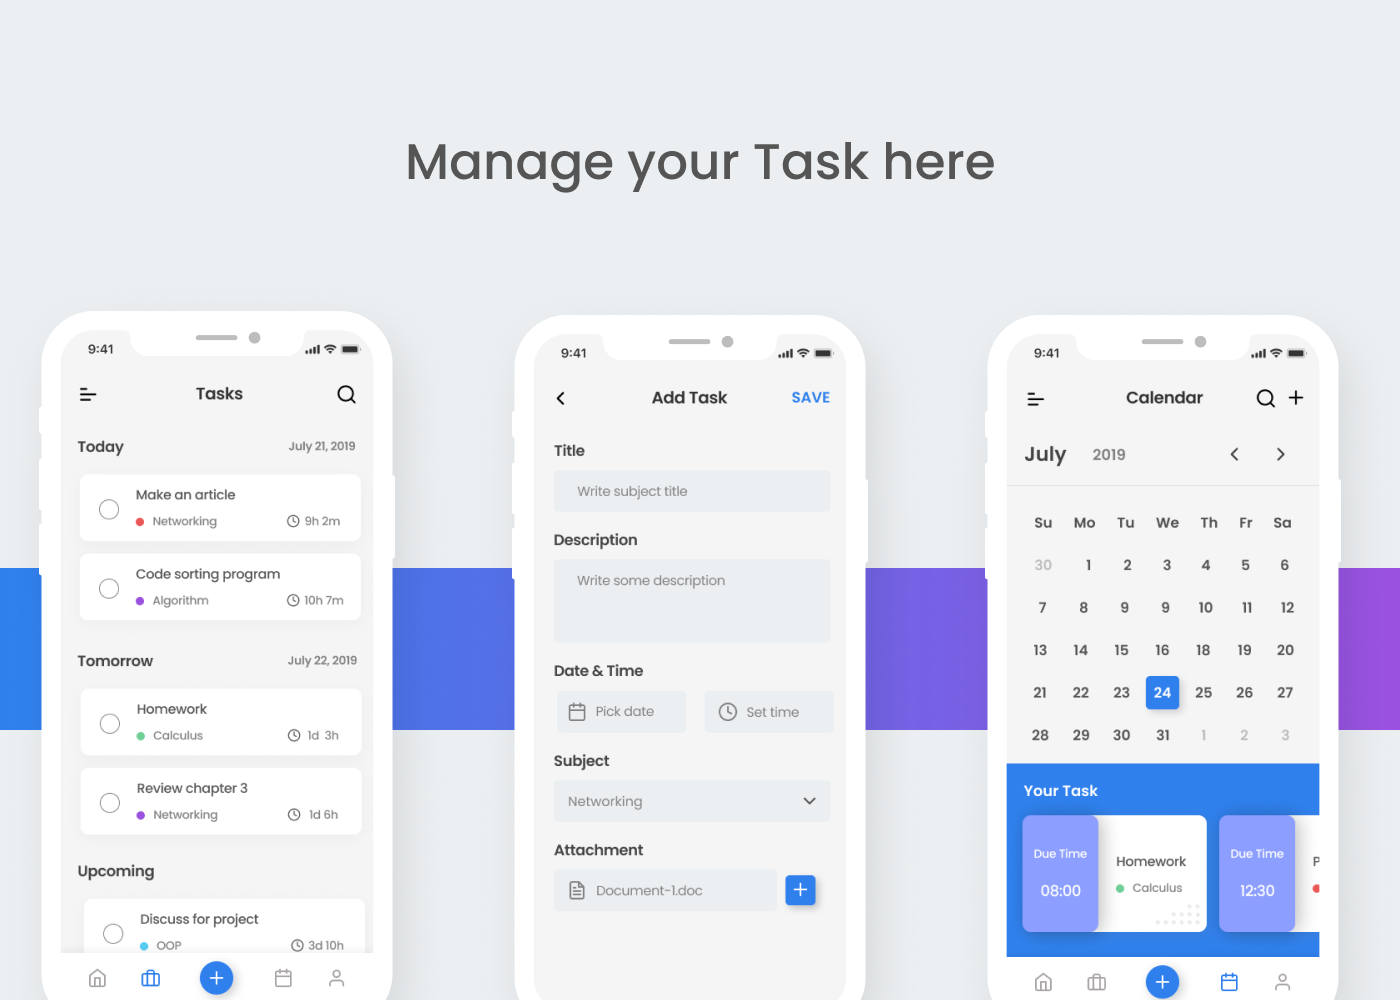 Manage your Task here
9:41
Tasks
Today
July 21, 2019
Make an article
Networking
9h 2m
Code sorting program
Algorithm
10h 7m
Tomorrow
July 22, 2019
Homework
Calculus
1d 3h
Review chapter 3
Networking
1d 6h
Upcoming
Discuss for project
OOP
3d 10h
9:41
Add Task
SAVE
Title
Write subject title
Description
Write some description
Date & Time
Pick date
Set time
Subject
Networking
Attachment
Document-1.doc
9:41
Calendar
July
2019
Su Mo Tu We Th Fr Sa
30 1 2 3 4 5 6
7 8 9 9 10 11 12
13 14 15 16 18 19 20
21 22 23 24 25 26 27
28 29 30 31 1 2 3
Your Task
Due Time
08:00
Homework
Calculus
Due Time
12:30
P